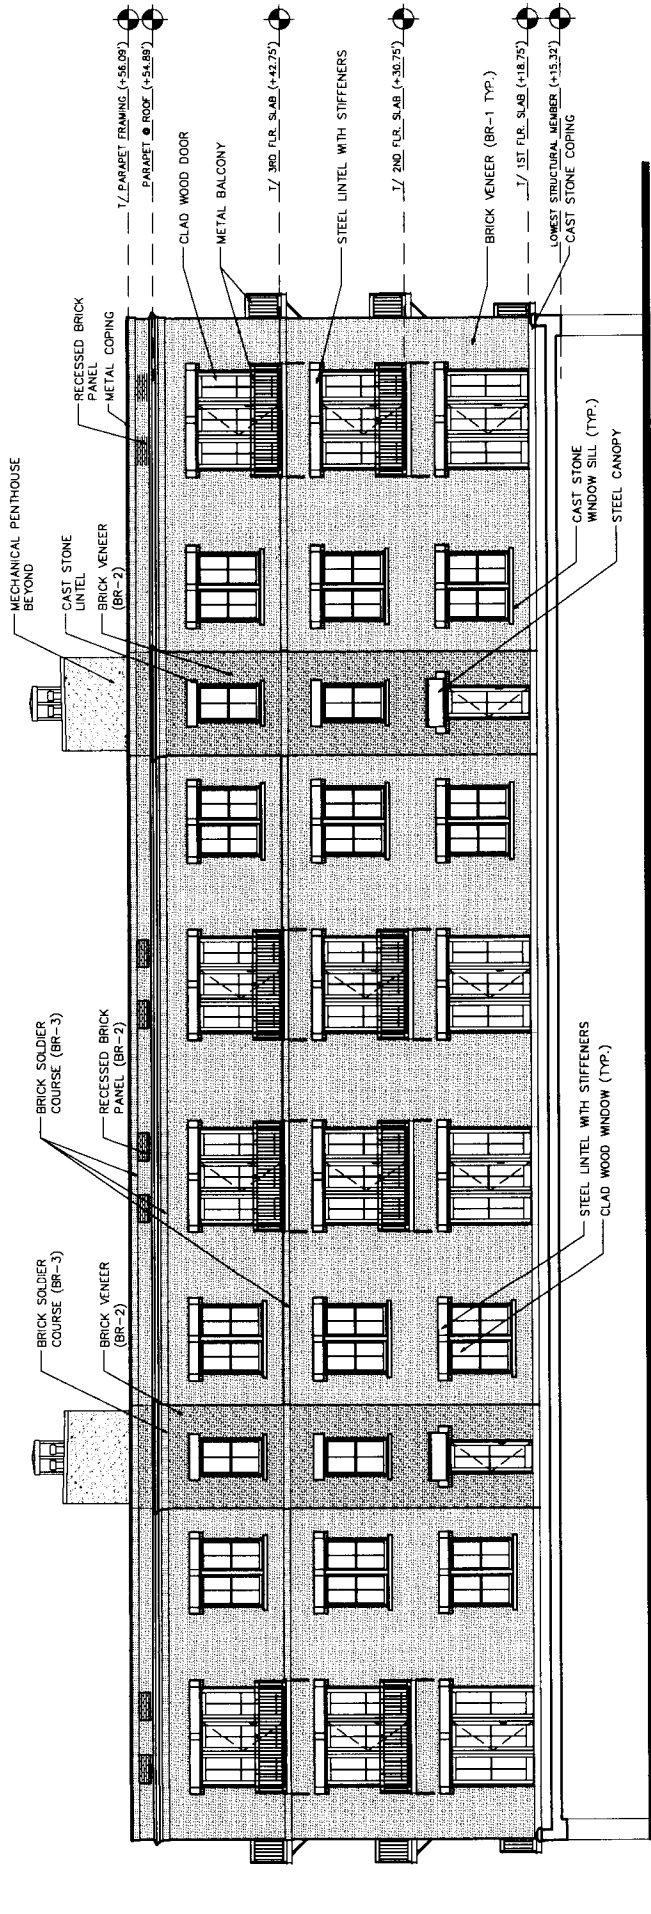 MECHANICAL PENTHOUSE
BEYOND
CAST STONE
LINTEL
BRICK VENEER
(BR-2)
RECESSED BRICK
PANEL
METAL COPING
T/ PARAPET FRAMING (+56.09')
PARAPET @ ROOF (+54.89')
CLAD WOOD DOOR
METAL BALCONY
T/ 3RD FLR. SLAB (+42.75')
STEEL LINTEL WITH STIFFENERS
T/ 2ND FLR. SLAB (+30.75')
BRICK VENEER (BR-1 TYP.)
T/ 1ST FLR. SLAB (+18.75')
LOWEST STRUCTURAL MEMBER (+15.32')
CAST STONE COPING
BRICK SOLDIER
COURSE (BR-3)
BRICK VENEER
(BR-2)
BRICK SOLDIER
COURSE (BR-3)
RECESSED BRICK
PANEL (BR-2)
STEEL LINTEL WITH STIFFENERS
CLAD WOOD WINDOW (TYP.)
CAST STONE
WINDOW SILL (TYP.)
STEEL CANOPY